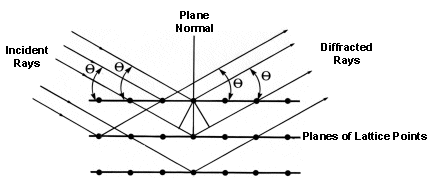 Plane
Normal
Incident
Rays
Diffracted
Rays
Θ
Θ
Θ
Θ
Planes of Lattice Points